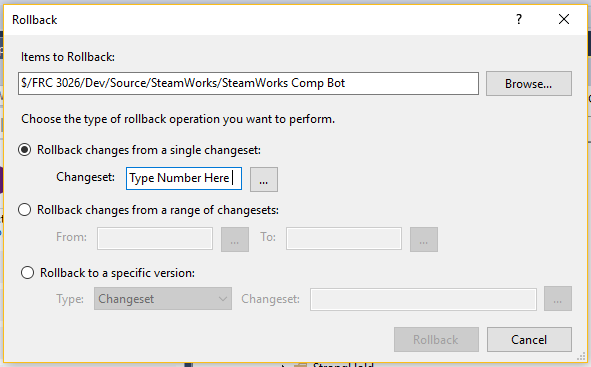 Rollback
Items to Rollback:
$/FRC 3026/Dev/Source/SteamWorks/SteamWorks Comp Bot
Browse...
Choose the type of rollback operation you want to perform.
Rollback changes from a single changeset:
Changeset: Type Number Here ...
Rollback changes from a range of changesets:
From: ... To: ...
Rollback to a specific version:
Type: Changeset Changeset: ...
Rollback Cancel